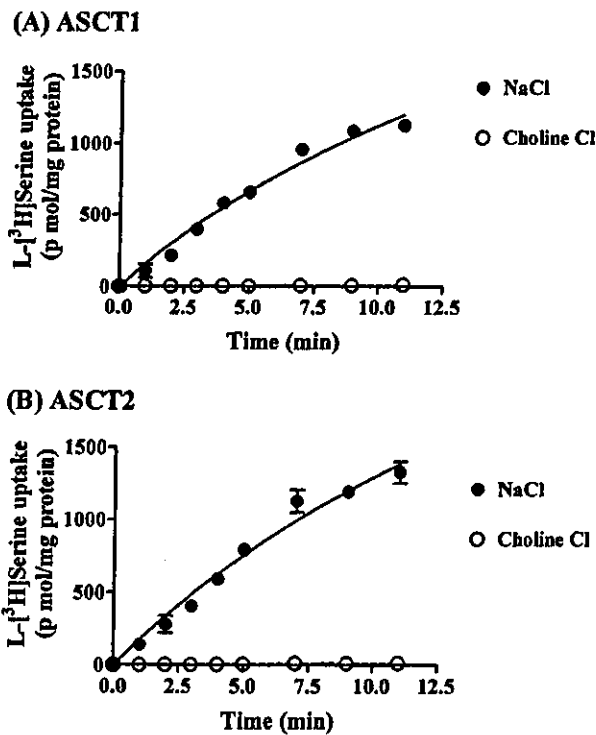 (A) ASCT1
L-[³H]Serine uptake
(p mol/mg protein)
1500
1000
500
0
0.0 2.5 5.0 7.5 10.0 12.5
Time (min)
NaCl
Choline Cl
(B) ASCT2
L-[³H]Serine uptake
(p mol/mg protein)
1500
1000
500
0
0.0 2.5 5.0 7.5 10.0 12.5
Time (min)
NaCl
Choline Cl